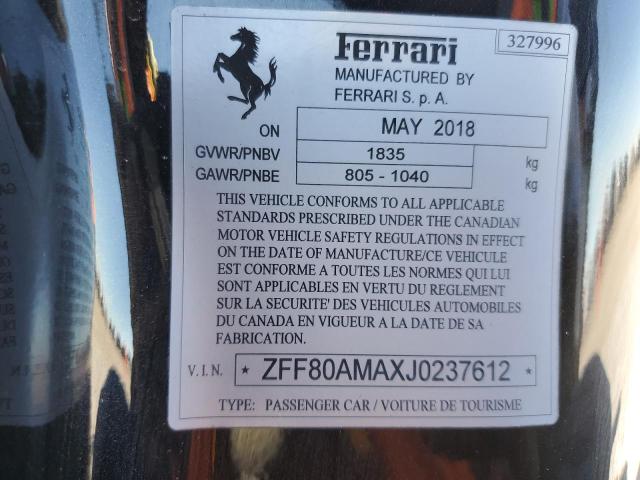 Ferrari
327996
MANUFACTURED BY
FERRARI S. p. A.
ON MAY 2018
GVWR/PNBV 1835 kg
GAWR/PNBE 805 - 1040 kg
THIS VEHICLE CONFORMS TO ALL APPLICABLE
STANDARDS PRESCRIBED UNDER THE CANADIAN
MOTOR VEHICLE SAFETY REGULATIONS IN EFFECT
ON THE DATE OF MANUFACTURE/CE VÉHICULE
EST CONFORME A TOUTES LES NORMES QUI LUI
SONT APPLICABLES EN VERTU DU REGLEMENT
SUR LA SECURITE' DES VEHICULES AUTOMOBILES
DU CANADA EN VIGUEUR A LA DATE DE SA
FABRICATION.
V.I.N. * ZFF80AMAXJ0237612 *
TYPE: PASSENGER CAR / VOITURE DE TOURISME